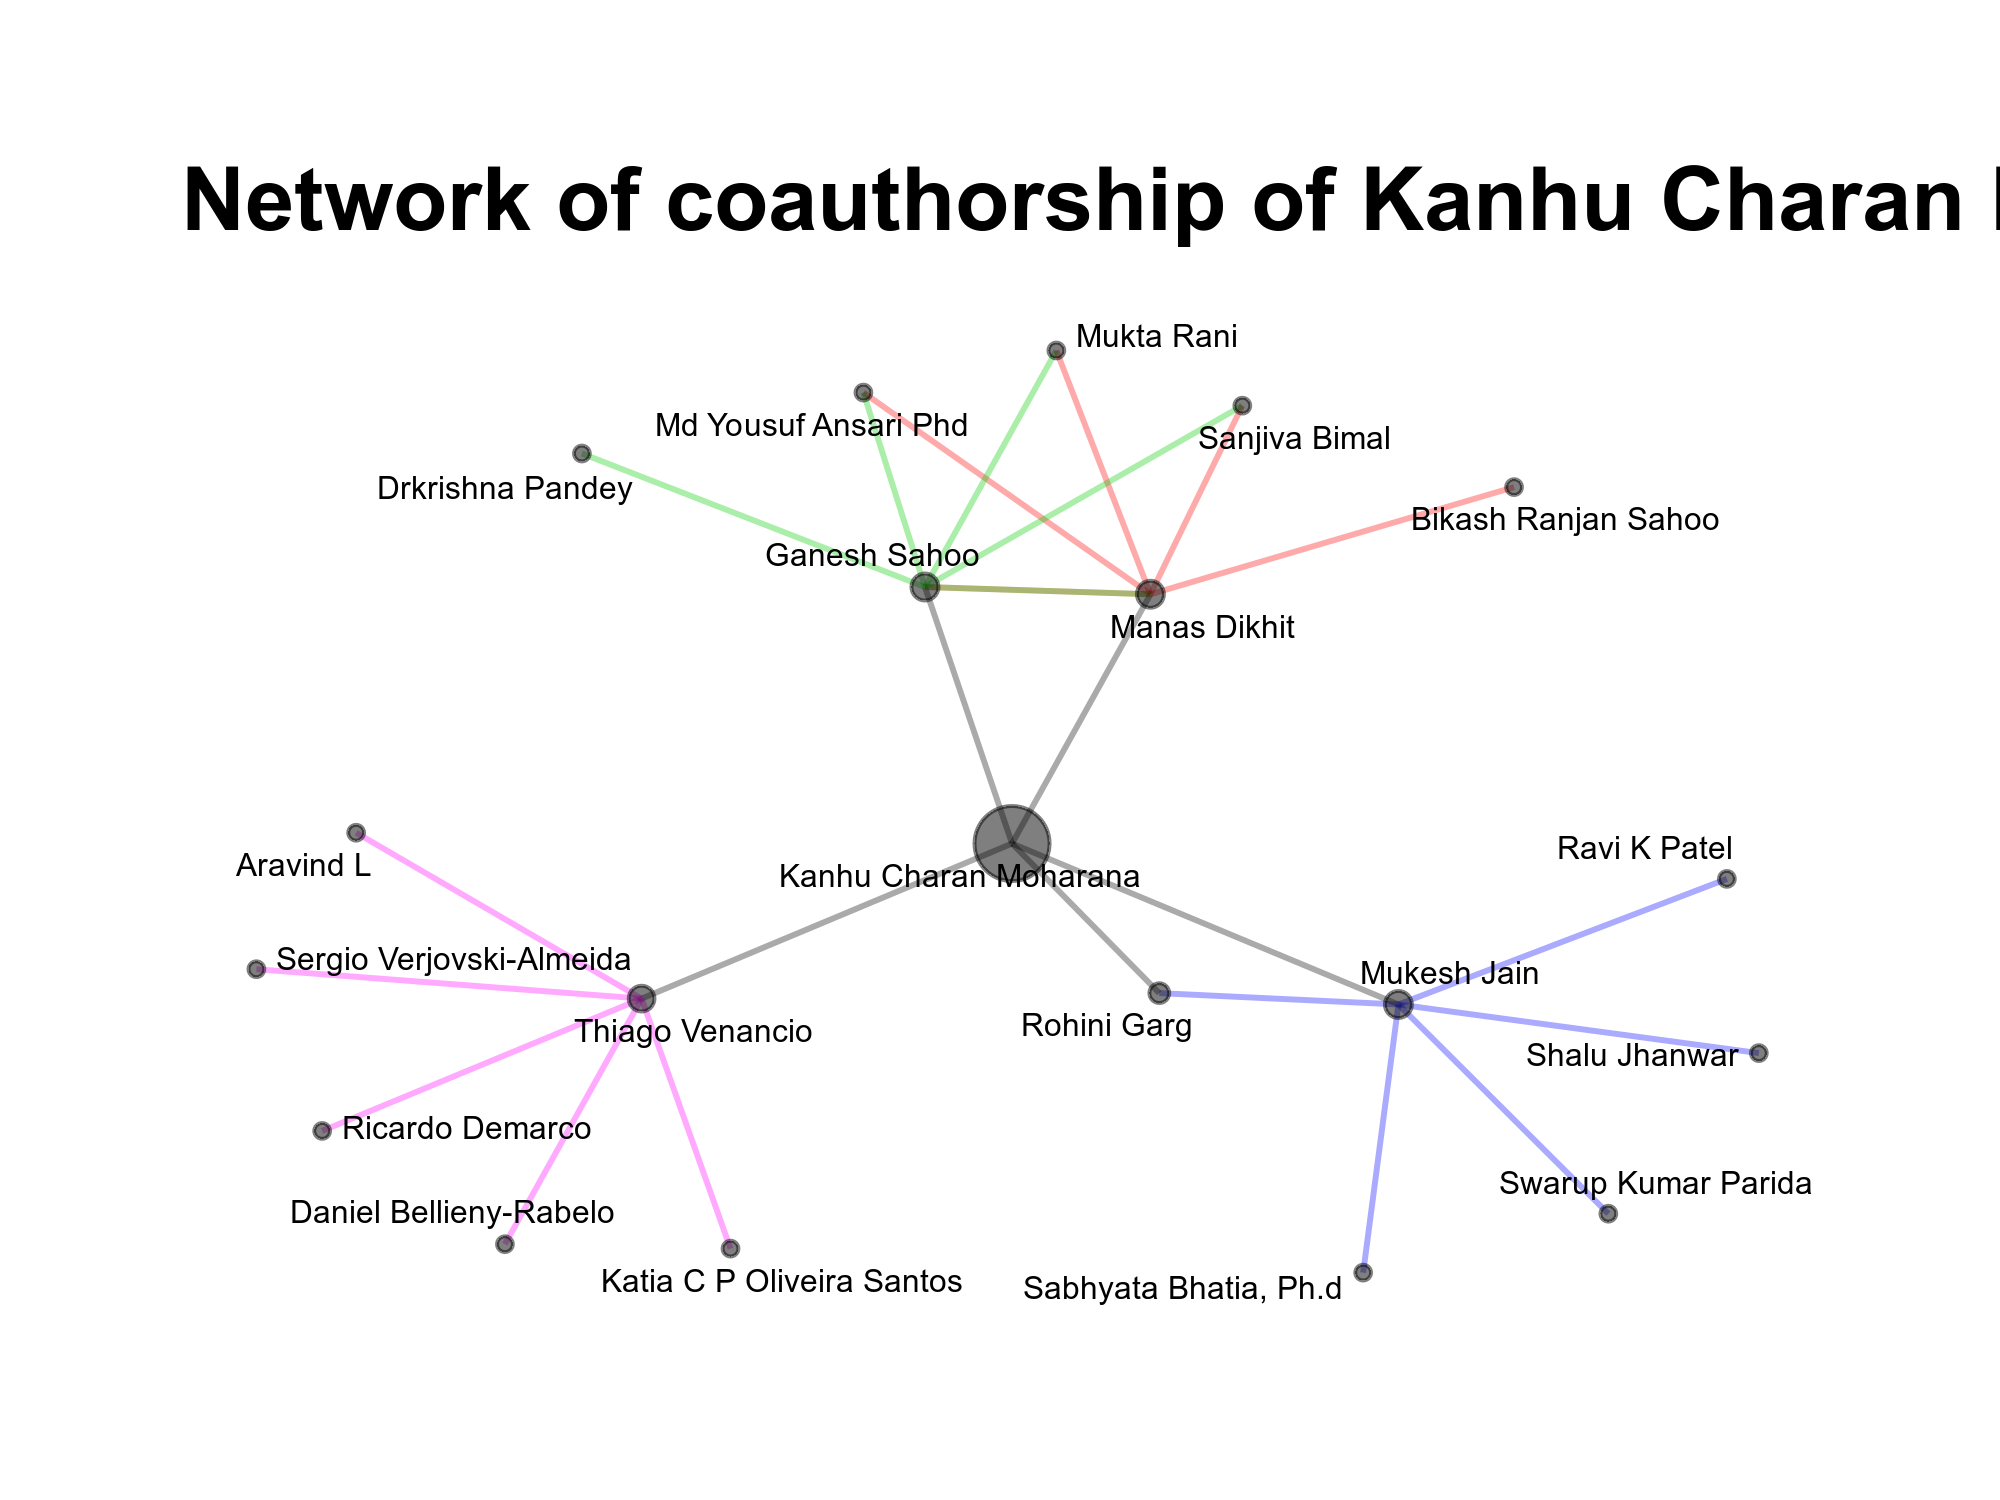 Network of coauthorship of Kanhu Charan
Mukta Rani
Md Yousuf Ansari Phd
Sanjiva Bimal
Drkrishna Pandey
Bikash Ranjan Sahoo
Ganesh Sahoo
Manas Dikhit
Ravi K Patel
Aravind L
Kanhu Charan Moharana
Sergio Verjovski-Almeida
Mukesh Jain
Thiago Venancio
Rohini Garg
Shalu Jhanwar
Ricardo Demarco
Swarup Kumar Parida
Daniel Bellieny-Rabelo
Katia C P Oliveira Santos
Sabhyata Bhatia, Ph.d